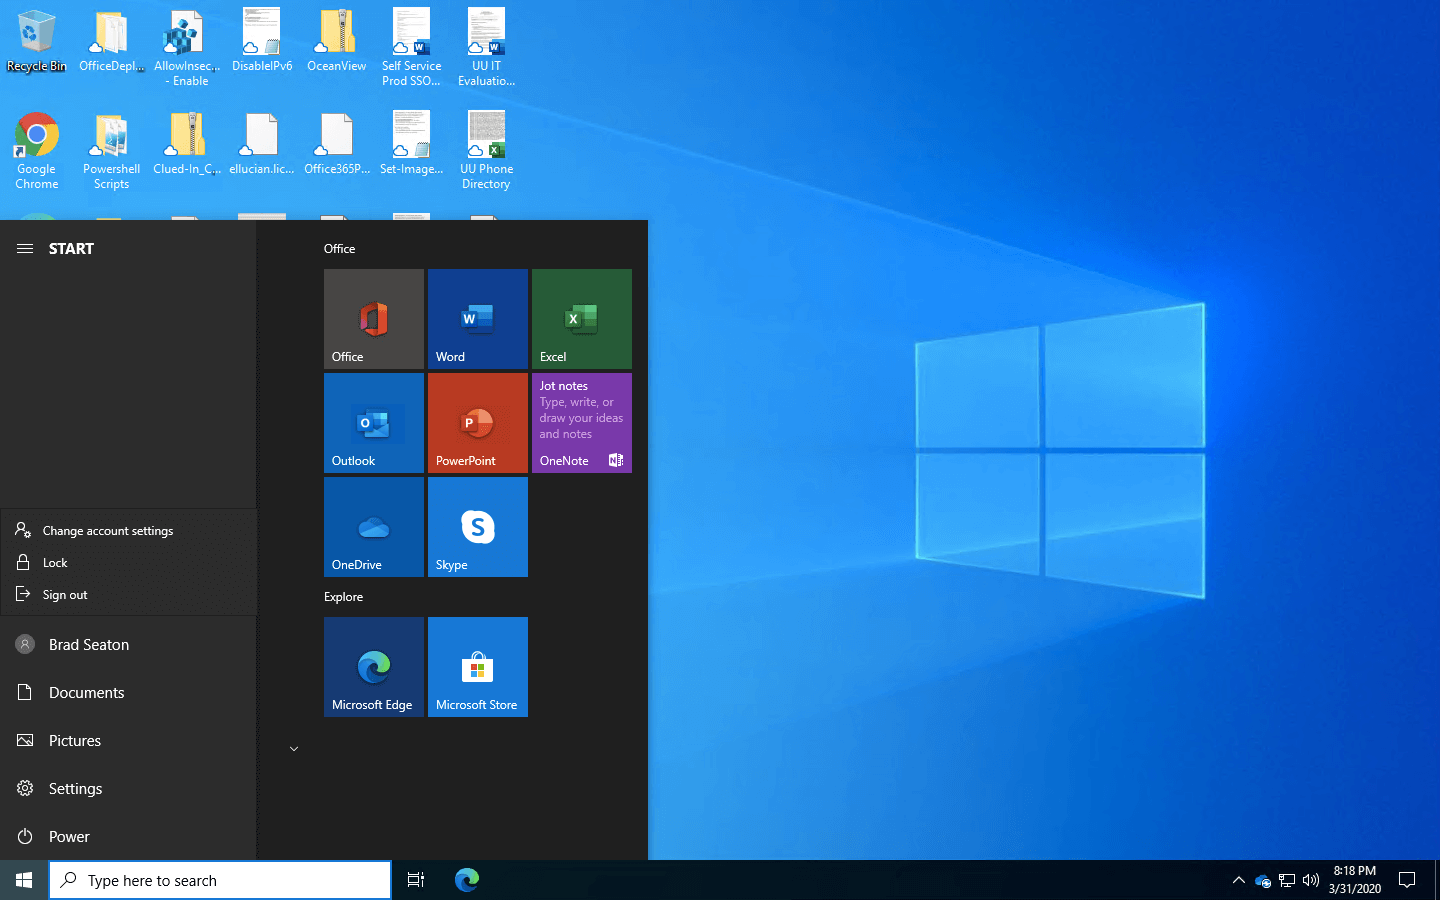 Recycle Bin
OfficeDepl...
AllowInsec...
- Enable
DisableIPv6
OceanView
Self Service
Prod SSO...
UU IT
Evaluatio...
Google
Chrome
Powershell
Scripts
Clued-In_C...
ellucian.lic...
Office365P...
Set-Image...
UU Phone
Directory
START
Change account settings
Lock
Sign out
Brad Seaton
Documents
Pictures
Settings
Power
Office
Office
Word
Excel
Outlook
PowerPoint
Jot notes
Type, write, or
draw your ideas
and notes
OneNote
OneDrive
Skype
Explore
Microsoft Edge
Microsoft Store
Type here to search
8:18 PM
3/31/2020